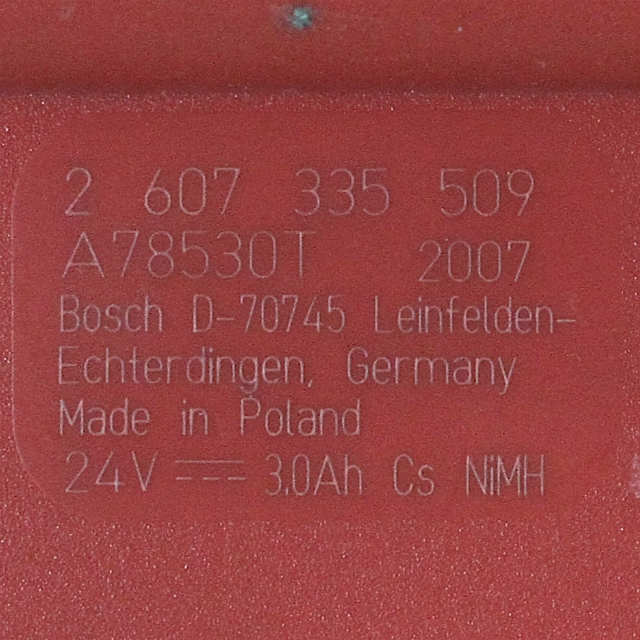 2 607 335 509
A78530T 2007
Bosch D-70745 Leinfelden-
Echterdingen, Germany
Made in Poland
24V ⎓ 3.0Ah Cs NiMH